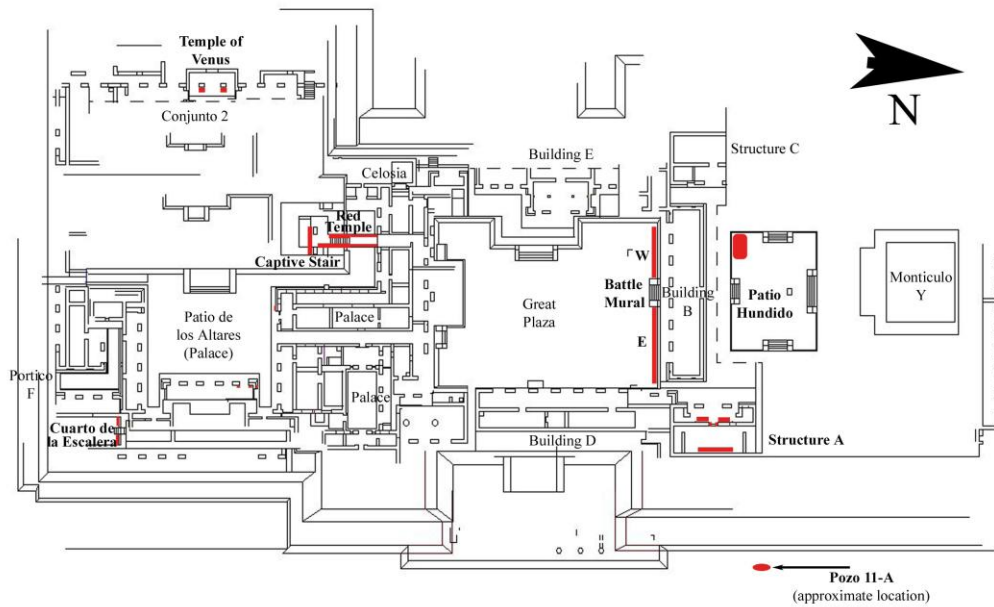 Temple of
Venus
Conjunto 2
Celosia
Building E
Structure C
N
Red
Temple
Captive Stair
W
Battle
Mural
E
Building
B
Patio
Hundido
Monticulo
Y
Great
Plaza
Palace
Patio de
los Altares
(Palace)
Portico
F
Palace
Cuarto de
la Escalera
Building D
Structure A
Pozo 11-A
(approximate location)